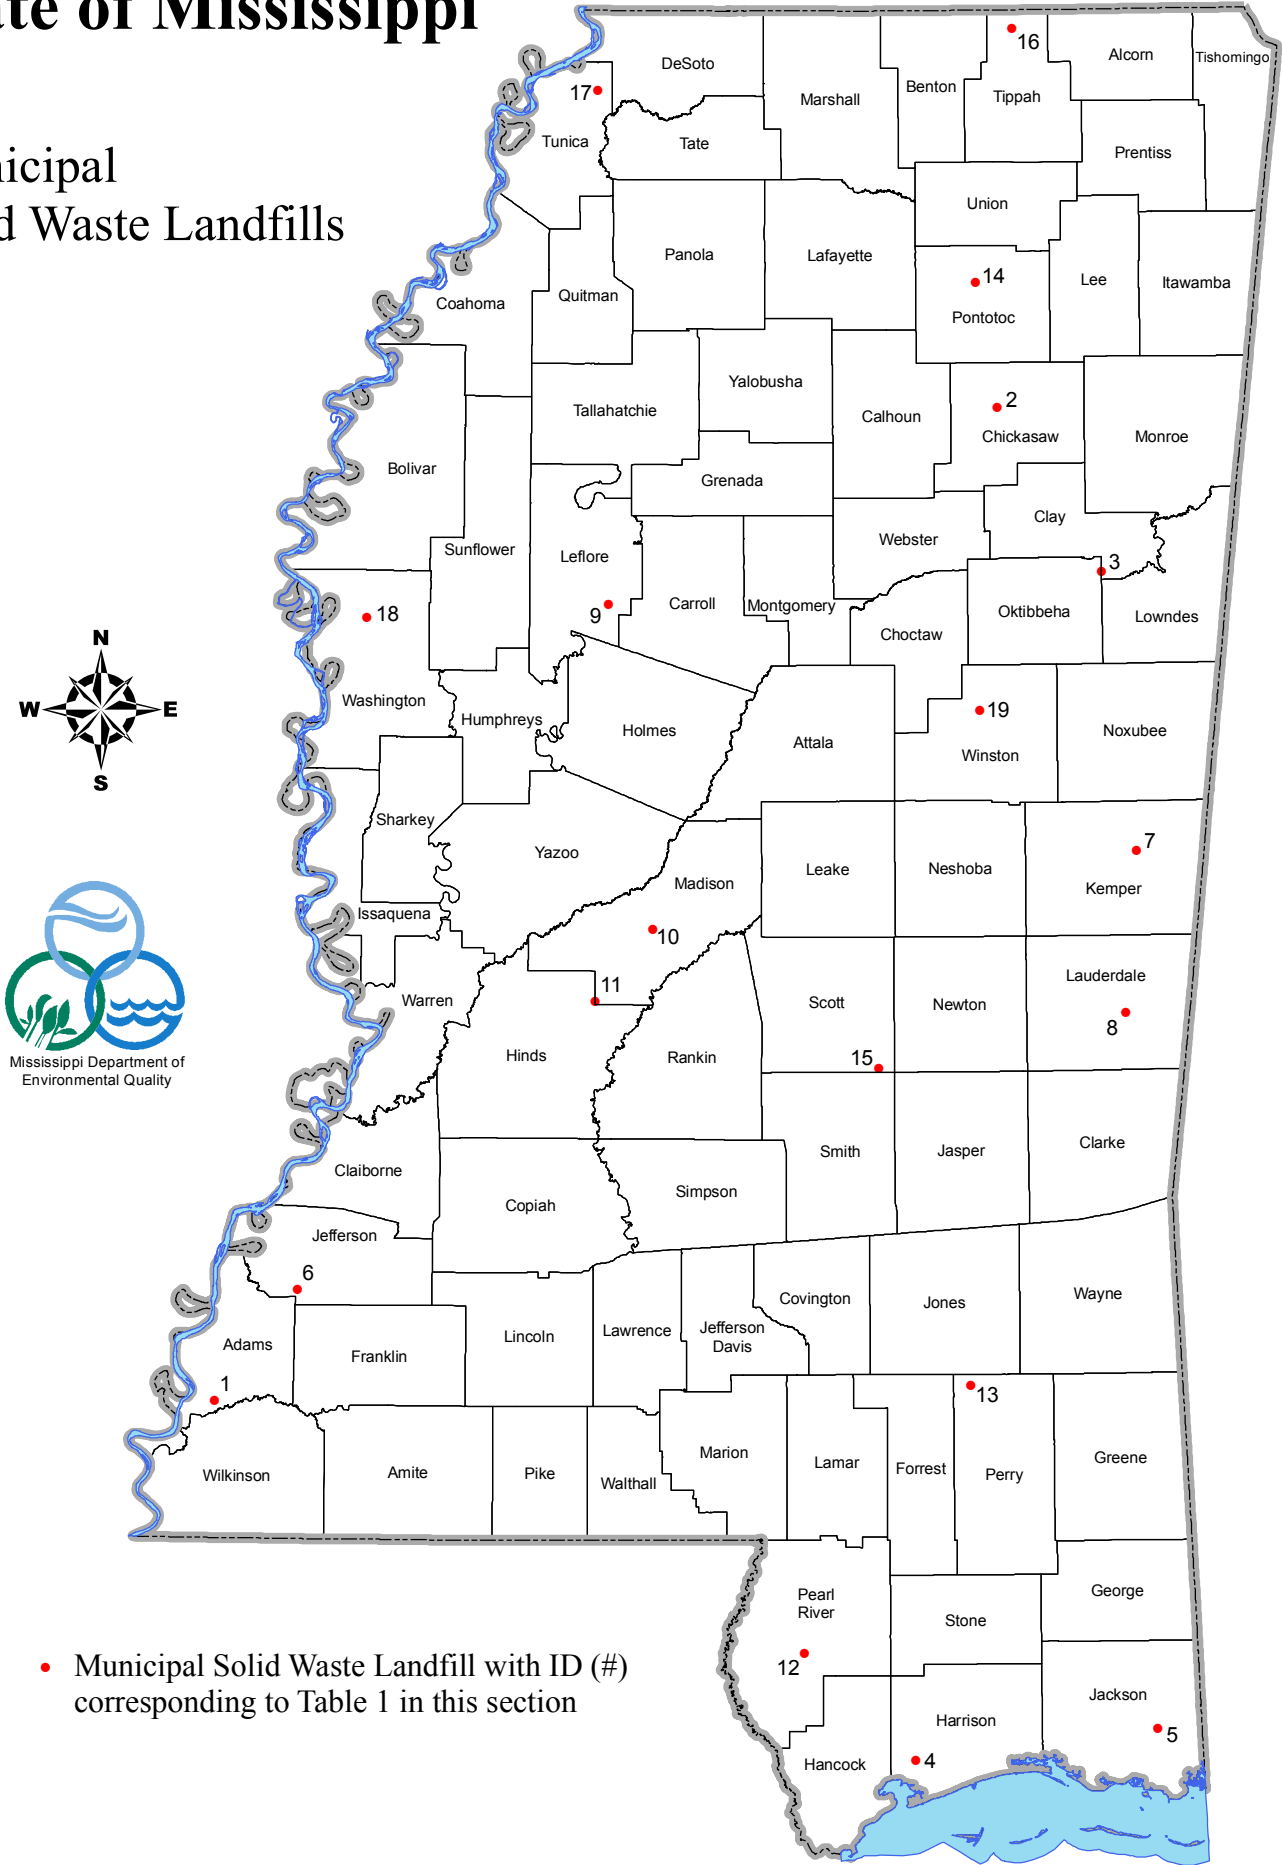 ate of Mississippi
nicipal
d Waste Landfills
DeSoto
16
Alcorn
Tishomingo
Marshall
Benton
Tippah
17
Tunica
Tate
Prentiss
Union
Panola
Lafayette
14
Lee
Itawamba
Coahoma
Quitman
Pontotoc
Yalobusha
Tallahatchie
Calhoun
2
Chickasaw
Monroe
Bolivar
Grenada
Clay
Sunflower
Leflore
Webster
3
9
Carroll
Montgomery
Oktibbeha
Lowndes
18
Choctaw
N
W
E
S
Washington
Humphreys
Holmes
Attala
19
Winston
Noxubee
Sharkey
Yazoo
Madison
Leake
Neshoba
7
Kemper
Issaquena
10
Warren
11
Scott
Newton
Lauderdale
8
Hinds
Rankin
15
Mississippi Department of
Environmental Quality
Claiborne
Copiah
Simpson
Smith
Jasper
Clarke
Jefferson
6
Adams
Franklin
Lincoln
Lawrence
Jefferson
Davis
Covington
Jones
Wayne
1
13
Wilkinson
Amite
Pike
Walthall
Marion
Lamar
Forrest
Perry
Greene
Pearl
River
Stone
George
12
Municipal Solid Waste Landfill with ID (#)
corresponding to Table 1 in this section
Hancock
Harrison
4
Jackson
5